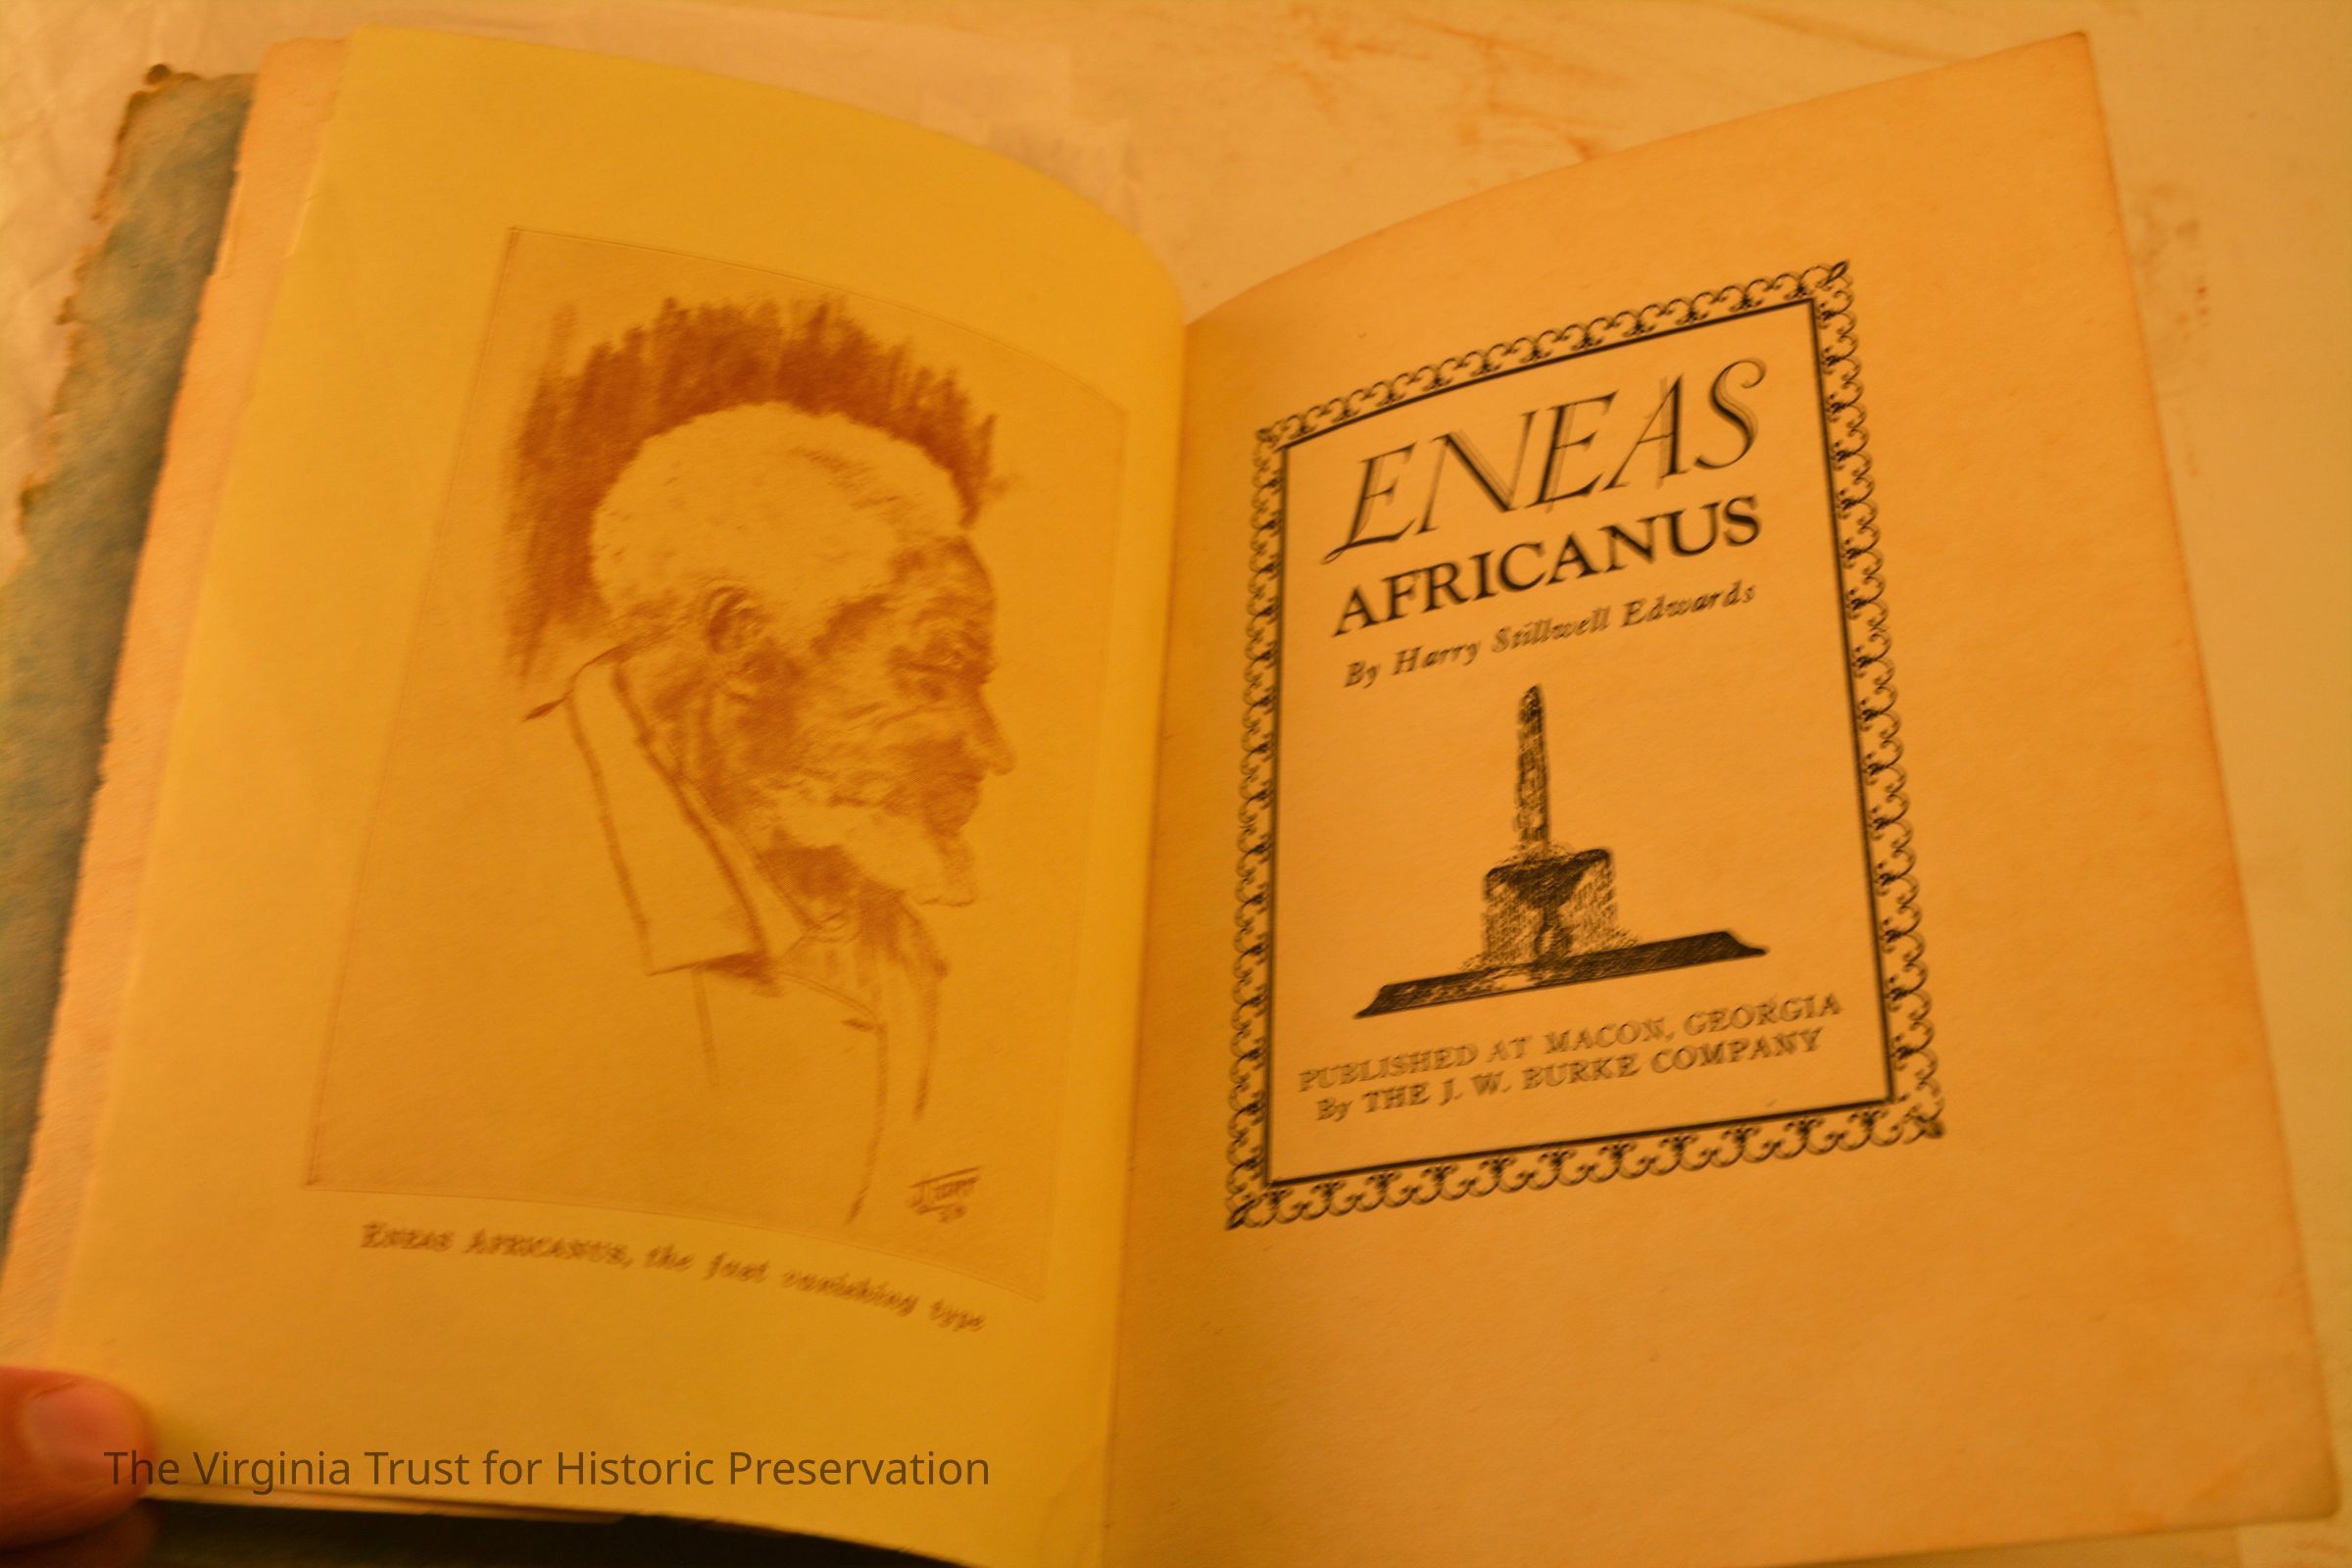 ENEAS AFRICANUS, the fast vanishing type
ENEAS
AFRICANUS
By Harry Stillwell Edwards
PUBLISHED AT MACON, GEORGIA
By THE J. W. BURKE COMPANY
The Virginia Trust for Historic Preservation